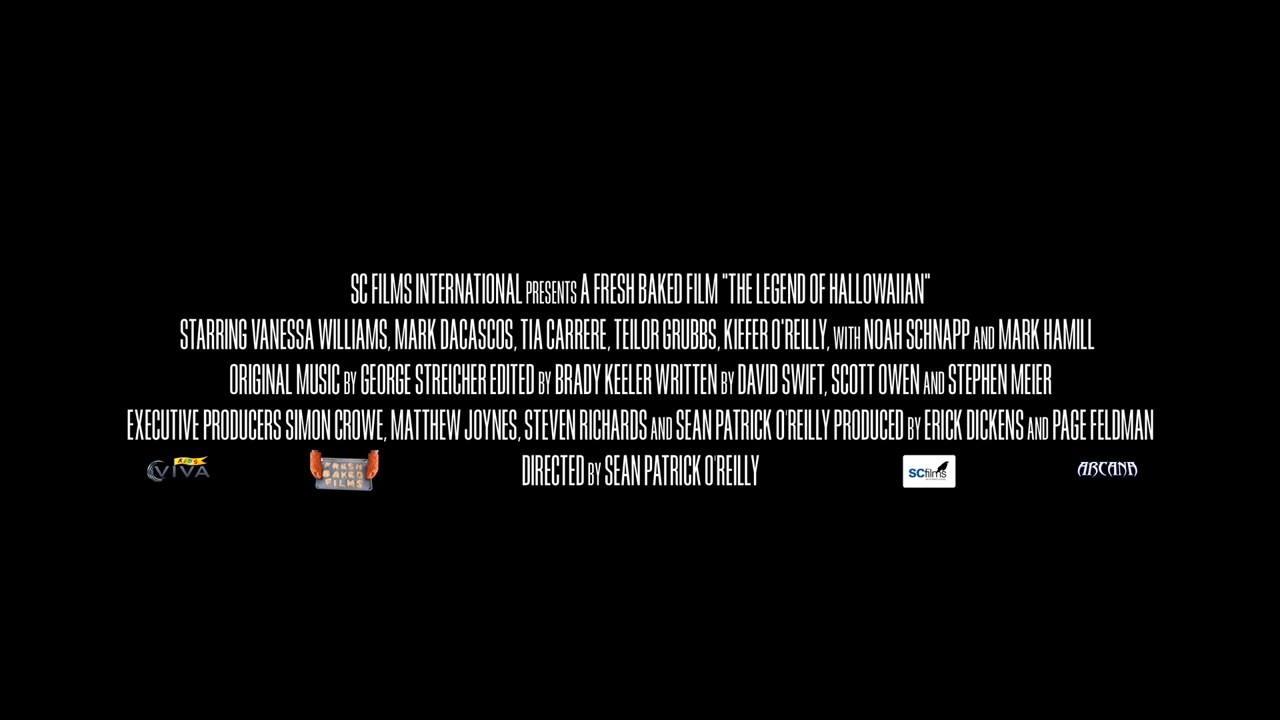 SC FILMS INTERNATIONAL PRESENTS A FRESH BAKED FILM "THE LEGEND OF HALLOWAIIAN"
STARRING VANESSA WILLIAMS, MARK DACASCOS, TIA CARRERE, TEILOR GRUBBS, KIEFER O'REILLY, WITH NOAH SCHNAPP AND MARK HAMILL
ORIGINAL MUSIC BY GEORGE STREICHER EDITED BY BRADY KEELER WRITTEN BY DAVID SWIFT, SCOTT OWEN AND STEPHEN MEIER
EXECUTIVE PRODUCERS SIMON CROWE, MATTHEW JOYNES, STEVEN RICHARDS AND SEAN PATRICK O'REILLY PRODUCED BY ERICK DICKENS AND PAGE FELDMAN
DIRECTED BY SEAN PATRICK O'REILLY
KIDS
VIVA
FRESH
BAKED
FILMS
SCfilms
INTERNATIONAL
ARCANA